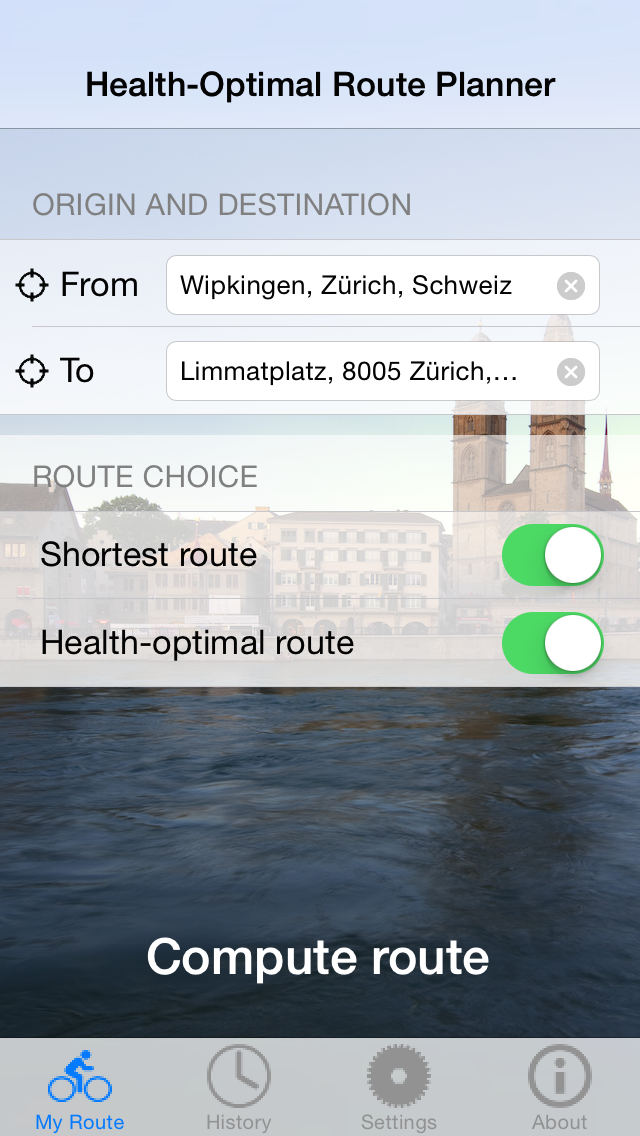 Health-Optimal Route Planner
ORIGIN AND DESTINATION
From
Wipkingen, Zürich, Schweiz
To
Limmatplatz, 8005 Zürich,...
ROUTE CHOICE
Shortest route
Health-optimal route
Compute route
My Route
History
Settings
About